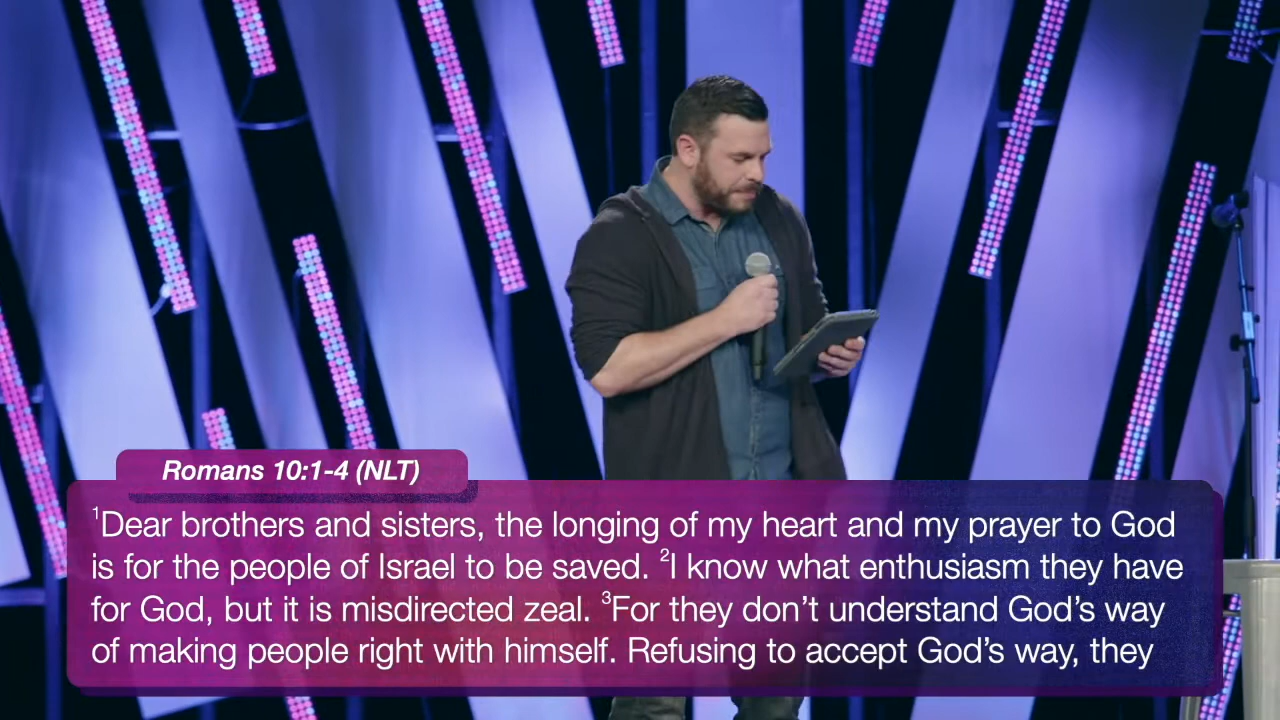 Romans 10:1-4 (NLT)
¹Dear brothers and sisters, the longing of my heart and my prayer to God
is for the people of Israel to be saved. ²I know what enthusiasm they have
for God, but it is misdirected zeal. ³For they don’t understand God’s way
of making people right with himself. Refusing to accept God’s way, they